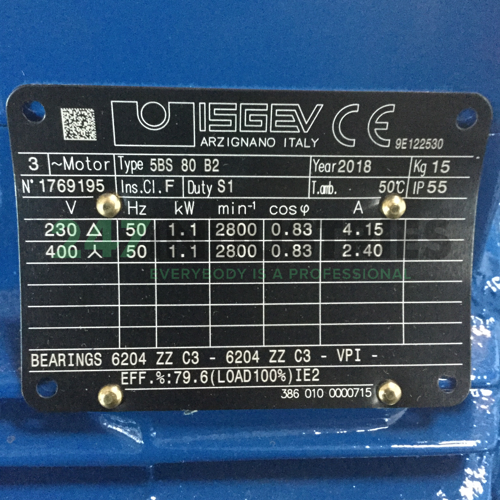 ISGEV
ARZIGNANO ITALY
CE
9E122530
3 ~Motor Type 5BS 80 B2 Year 2018 Kg 15
N° 1769195 Ins.Cl. F Duty S1 T.amb. 50°C IP 55
V Hz kW min-1 cosφ A
230 △ 50 1.1 2800 0.83 4.15
400 人 50 1.1 2800 0.83 2.40
EVERYBODY IS A PROFESSIONAL
BEARINGS 6204 ZZ C3 - 6204 ZZ C3 - VPI -
EFF.%:79.6(LOAD100%)IE2
386 010 0000715